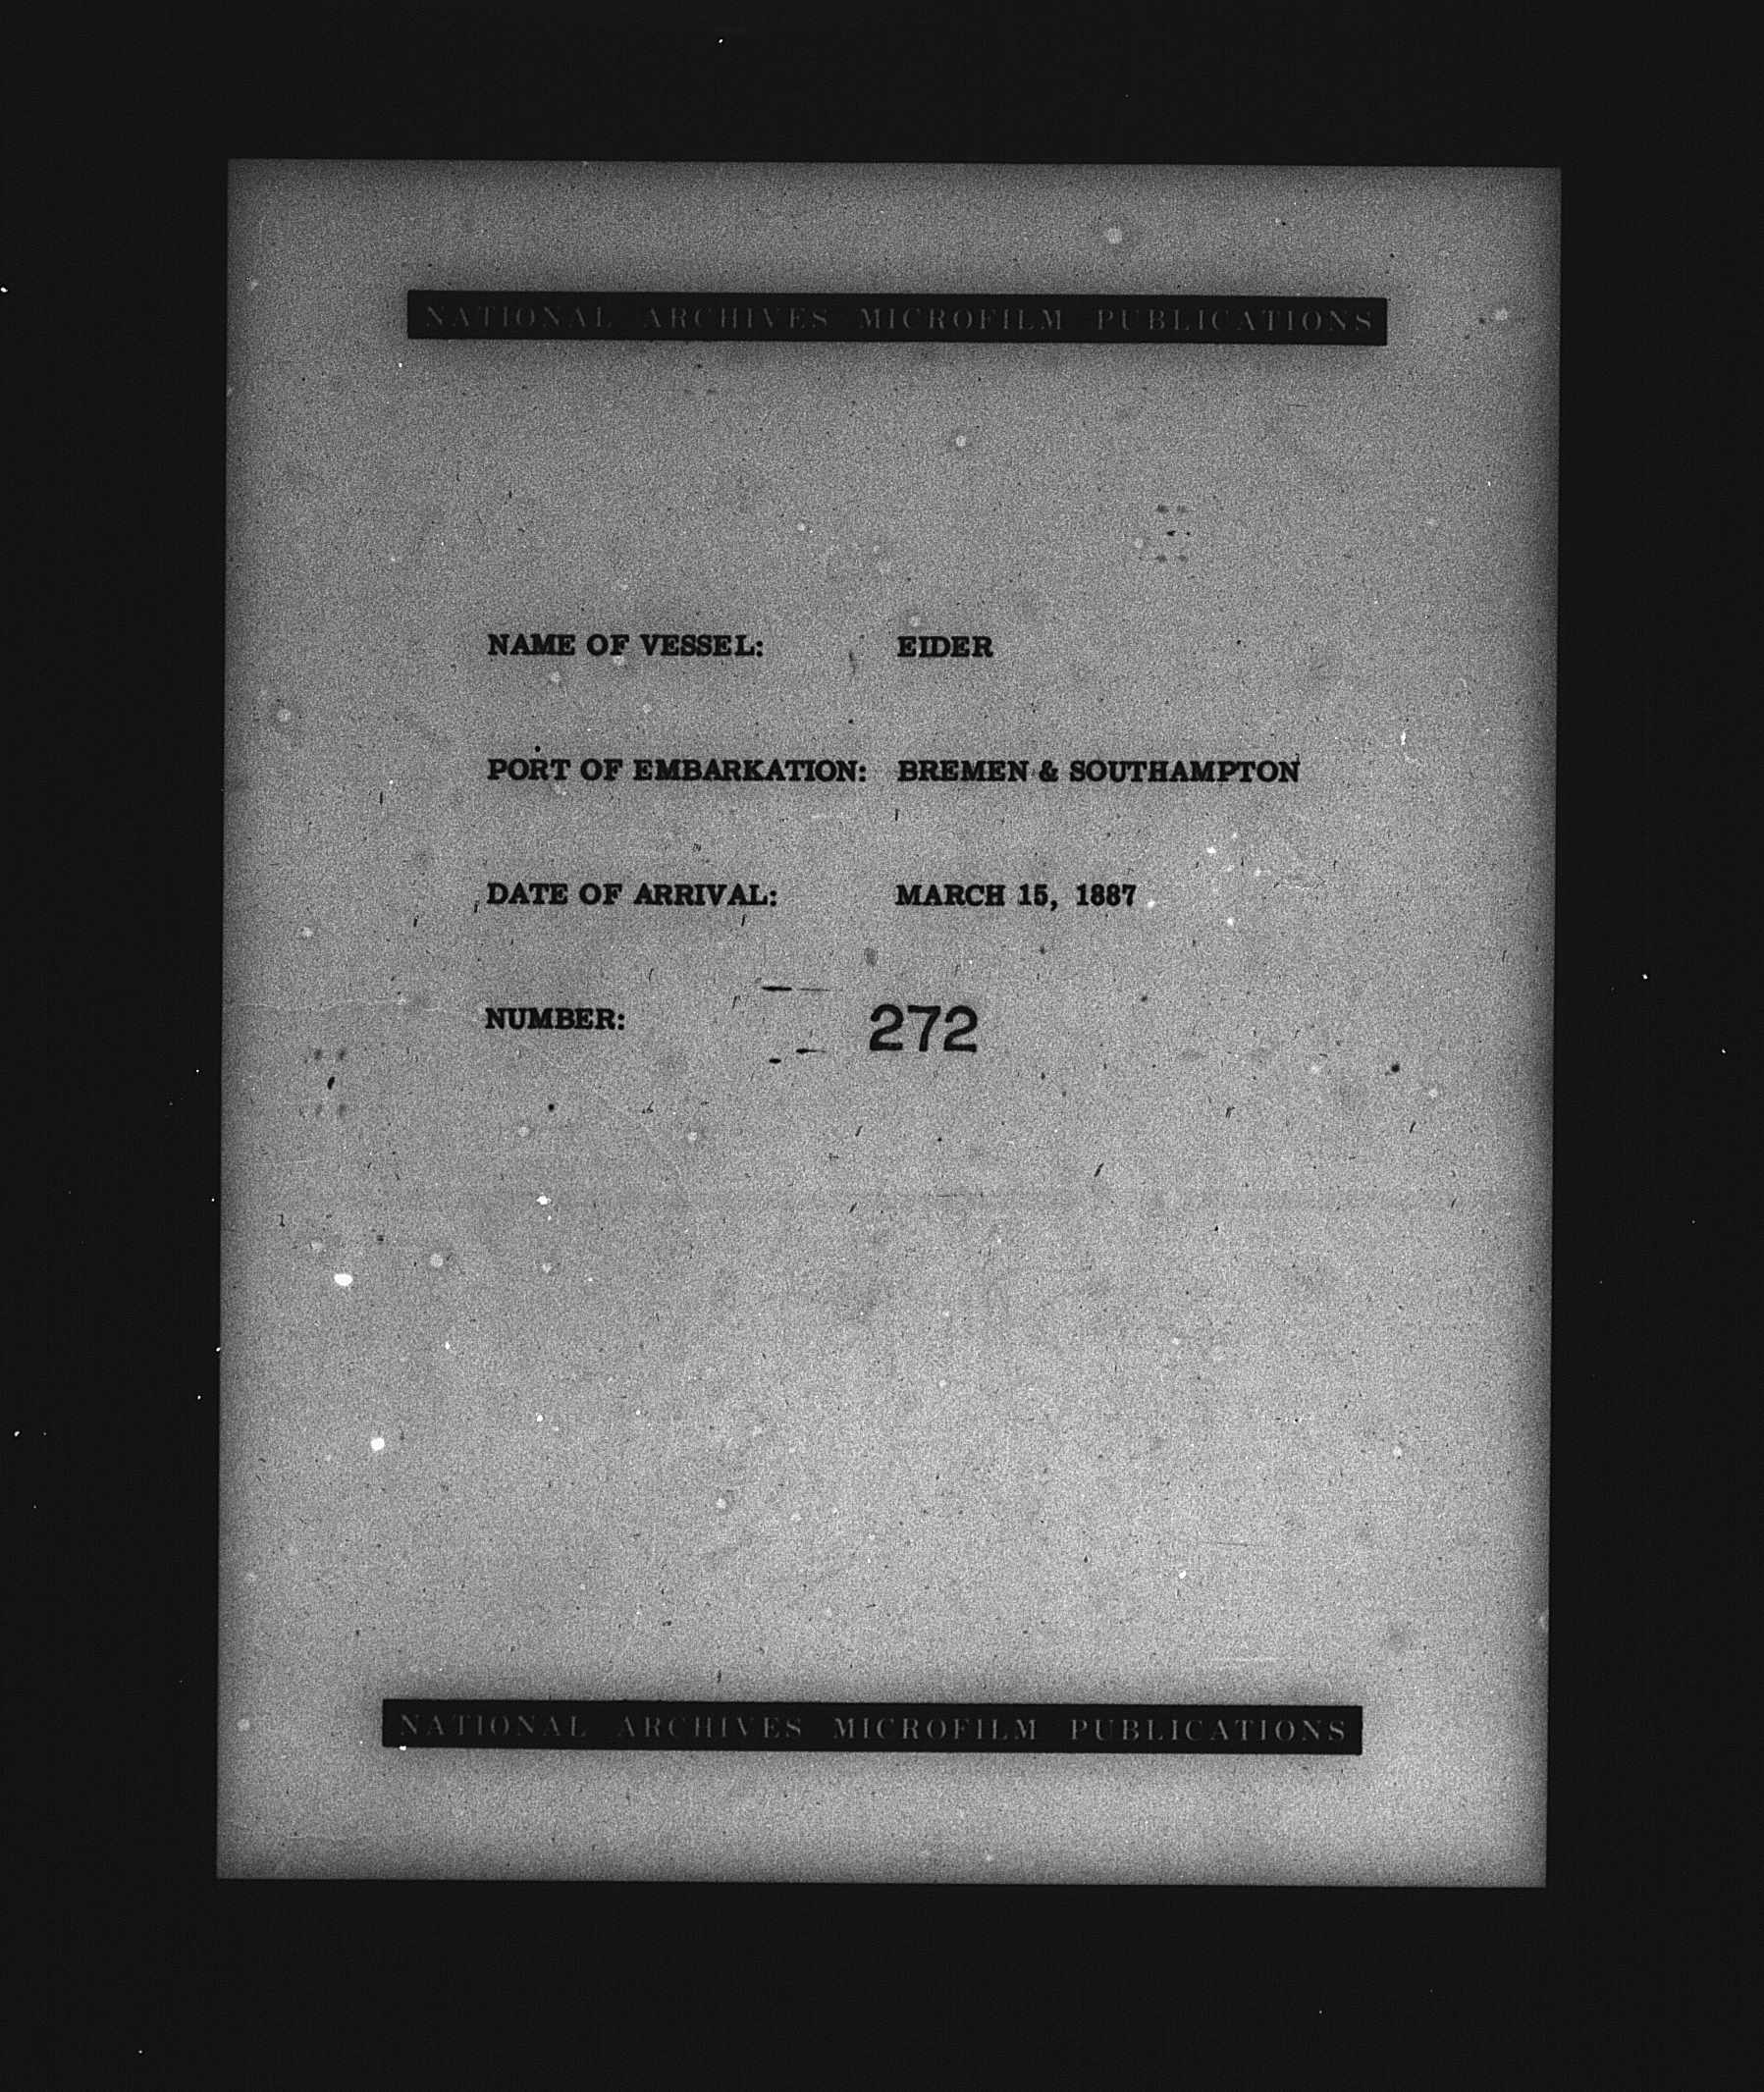 NATIONAL ARCHIVES MICROFILM PUBLICATIONS
NAME OF VESSEL: EIDER
PORT OF EMBARKATION: BREMEN & SOUTHAMPTON
DATE OF ARRIVAL: MARCH 15, 1887
NUMBER: 272
NATIONAL ARCHIVES MICROFILM PUBLICATIONS